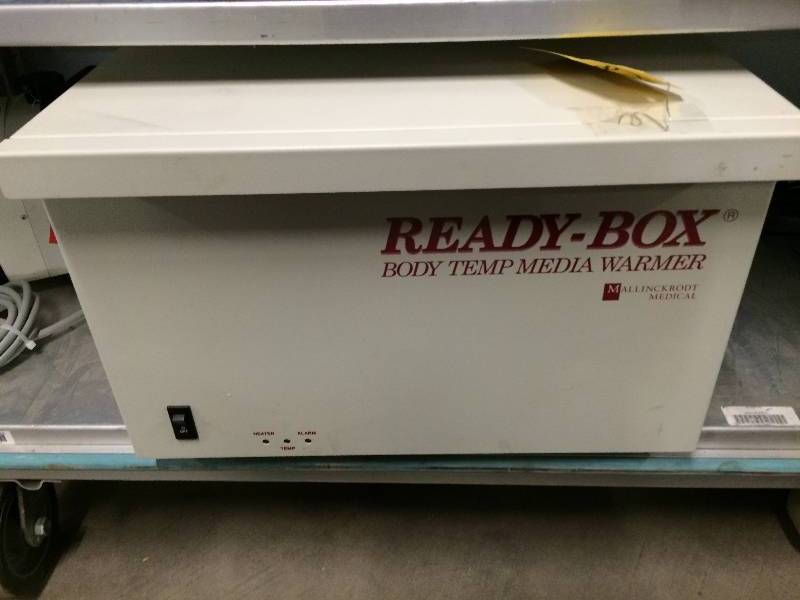 READY-BOX®
BODY TEMP MEDIA WARMER
MALLINCKRODT
MEDICAL
HEATER ALARM
TEMP